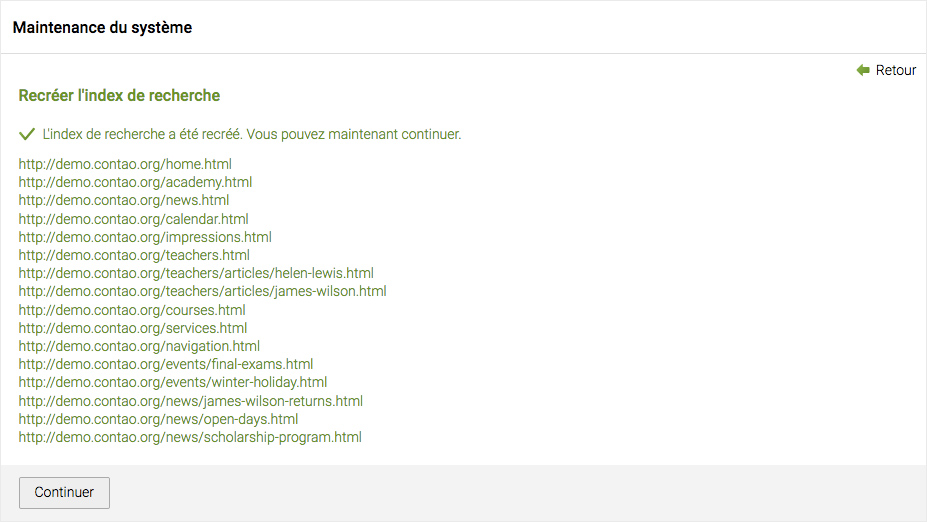 Maintenance du système
Retour
Recréer l'index de recherche
L'index de recherche a été recréé. Vous pouvez maintenant continuer.
http://demo.contao.org/home.html
http://demo.contao.org/academy.html
http://demo.contao.org/news.html
http://demo.contao.org/calendar.html
http://demo.contao.org/impressions.html
http://demo.contao.org/teachers.html
http://demo.contao.org/teachers/articles/helen-lewis.html
http://demo.contao.org/teachers/articles/james-wilson.html
http://demo.contao.org/courses.html
http://demo.contao.org/services.html
http://demo.contao.org/navigation.html
http://demo.contao.org/events/final-exams.html
http://demo.contao.org/events/winter-holiday.html
http://demo.contao.org/news/james-wilson-returns.html
http://demo.contao.org/news/open-days.html
http://demo.contao.org/news/scholarship-program.html
Continuer